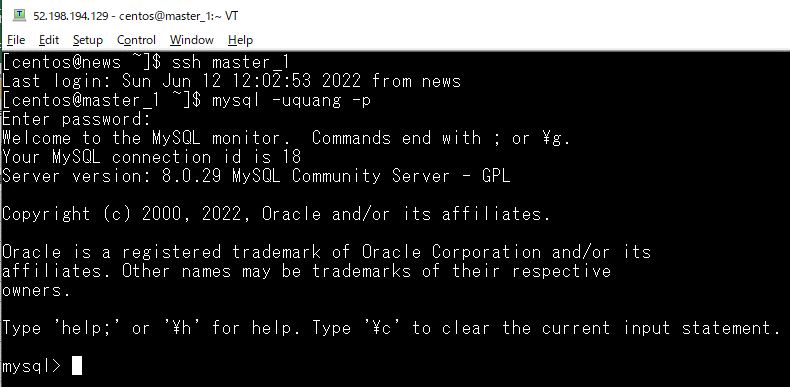 52.198.194.129 - centos@master_1:~ VT
File Edit Setup Control Window Help
[centos@news ~]$ ssh master_1
Last login: Sun Jun 12 12:02:53 2022 from news
[centos@master_1 ~]$ mysql -uquang -p
Enter password:
Welcome to the MySQL monitor.  Commands end with ; or ¥g.
Your MySQL connection id is 18
Server version: 8.0.29 MySQL Community Server - GPL
Copyright (c) 2000, 2022, Oracle and/or its affiliates.
Oracle is a registered trademark of Oracle Corporation and/or its
affiliates. Other names may be trademarks of their respective
owners.
Type 'help;' or '¥h' for help. Type '¥c' to clear the current input statement.
mysql>